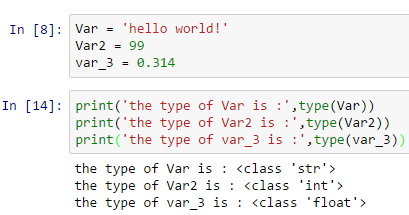 In [8]: Var = 'hello world!'
Var2 = 99
var_3 = 0.314
In [14]: print('the type of Var is :',type(Var))
print('the type of Var2 is :',type(Var2))
print('the type of var_3 is :',type(var_3))
the type of Var is : <class 'str'>
the type of Var2 is : <class 'int'>
the type of var_3 is : <class 'float'>